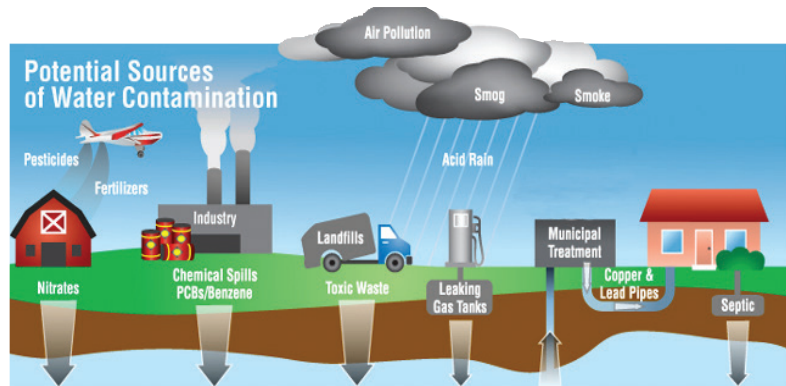 Air Pollution
Potential Sources
of Water Contamination
Smog
Smoke
Pesticides
Fertilizers
Acid Rain
Industry
Landfills
Municipal
Treatment
Nitrates
Chemical Spills
PCBs/Benzene
Toxic Waste
Leaking
Gas Tanks
Copper &
Lead Pipes
Septic